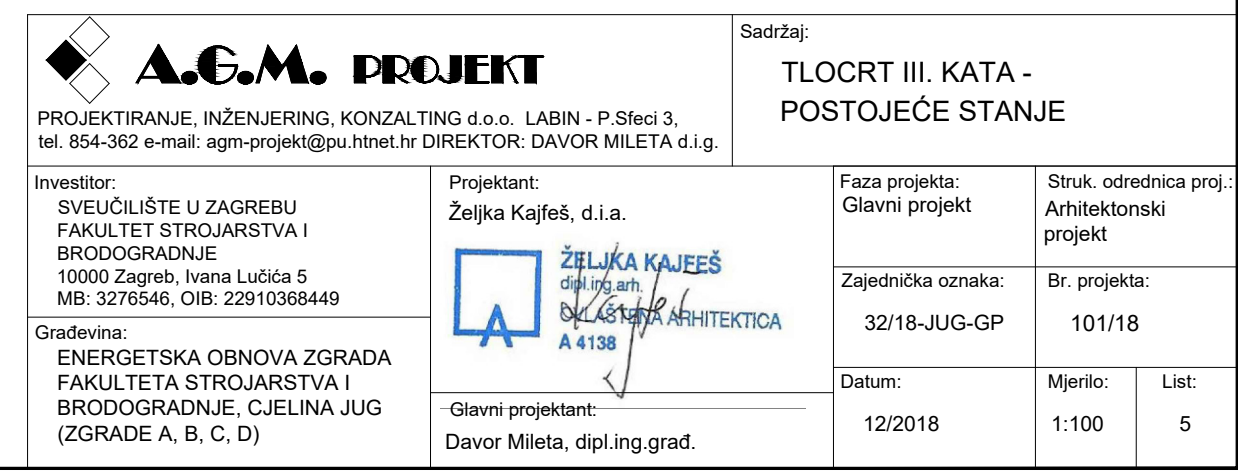 A.G.M. PROJEKT
PROJEKTIRANJE, INŽENJERING, KONZALTING d.o.o. LABIN - P.Sfeci 3,
tel. 854-362 e-mail: agm-projekt@pu.htnet.hr DIREKTOR: DAVOR MILETA d.i.g.
Sadržaj:
TLOCRT III. KATA -
POSTOJEĆE STANJE
Investitor:
SVEUČILIŠTE U ZAGREBU
FAKULTET STROJARSTVA I
BRODOGRADNJE
10000 Zagreb, Ivana Lučića 5
MB: 3276546, OIB: 22910368449
Građevina:
ENERGETSKA OBNOVA ZGRADA
FAKULTETA STROJARSTVA I
BRODOGRADNJE, CJELINA JUG
(ZGRADE A, B, C, D)
Projektant:
Željka Kajfeš, d.i.a.
ŽELJKA KAJFEŠ
dipl.ing.arh.
OVLAŠTENA ARHITEKTICA
A 4138
Glavni projektant:
Davor Mileta, dipl.ing.građ.
Faza projekta:
Glavni projekt
Struk. odrednica proj.:
Arhitektonski
projekt
Zajednička oznaka:
32/18-JUG-GP
Br. projekta:
101/18
Datum:
12/2018
Mjerilo:
1:100
List:
5